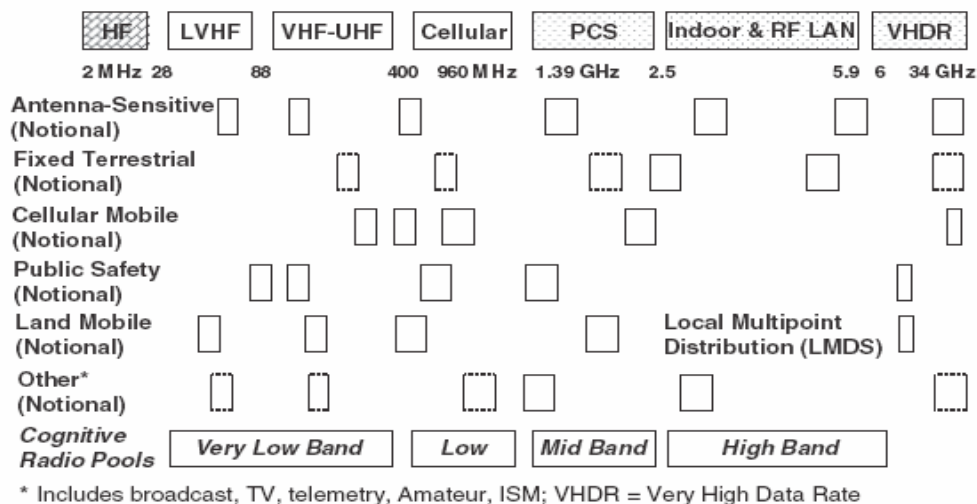 HF LVHF VHF-UHF Cellular PCS Indoor & RF LAN VHDR
2 MHz 28 88 400 960 MHz 1.39 GHz 2.5 5.9 6 34 GHz
Antenna-Sensitive
(Notional)
Fixed Terrestrial
(Notional)
Cellular Mobile
(Notional)
Public Safety
(Notional)
Land Mobile
(Notional)
Local Multipoint
Distribution (LMDS)
Other*
(Notional)
Cognitive
Radio Pools
Very Low Band Low Mid Band High Band
* Includes broadcast, TV, telemetry, Amateur, ISM; VHDR = Very High Data Rate